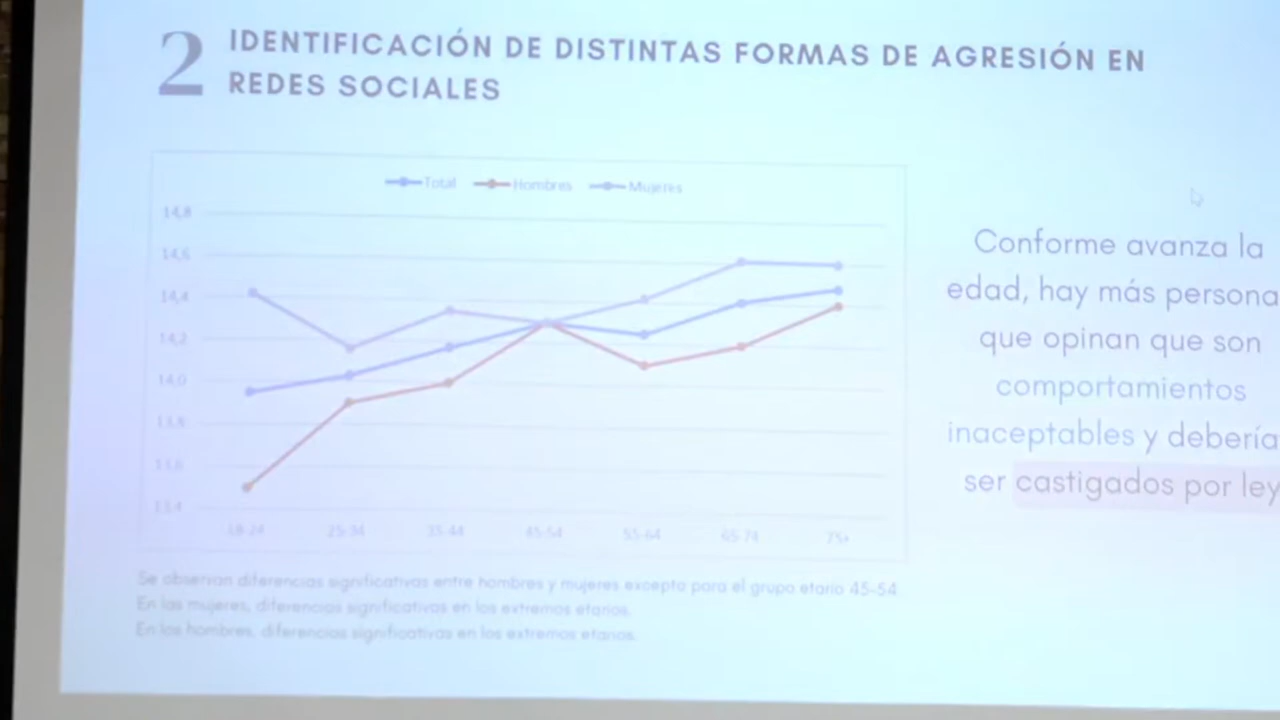 2 IDENTIFICACIÓN DE DISTINTAS FORMAS DE AGRESIÓN EN
REDES SOCIALES
Total Hombres Mujeres
14,8
14,6
14,4
14,2
14,0
13,8
13,6
13,4
18-24 25-34 35-44 45-54 55-64 65-74 75+
Conforme avanza la
edad, hay más persona
que opinan que son
comportamientos
inaceptables y debería
ser castigados por ley
Se observan diferencias significativas entre hombres y mujeres excepto para el grupo etario 45-54
En las mujeres, diferencias significativas en los extremos etarios.
En los hombres, diferencias significativas en los extremos etarios.